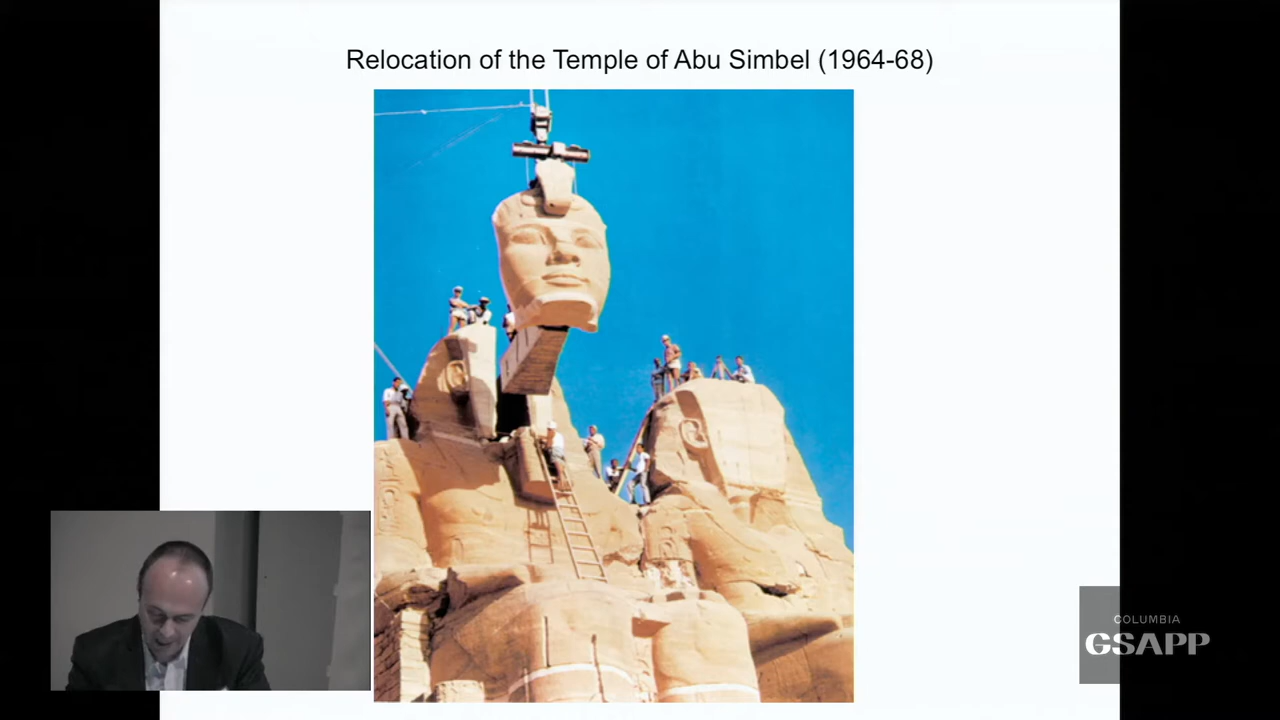 Relocation of the Temple of Abu Simbel (1964-68)
COLUMBIA
GSAPP